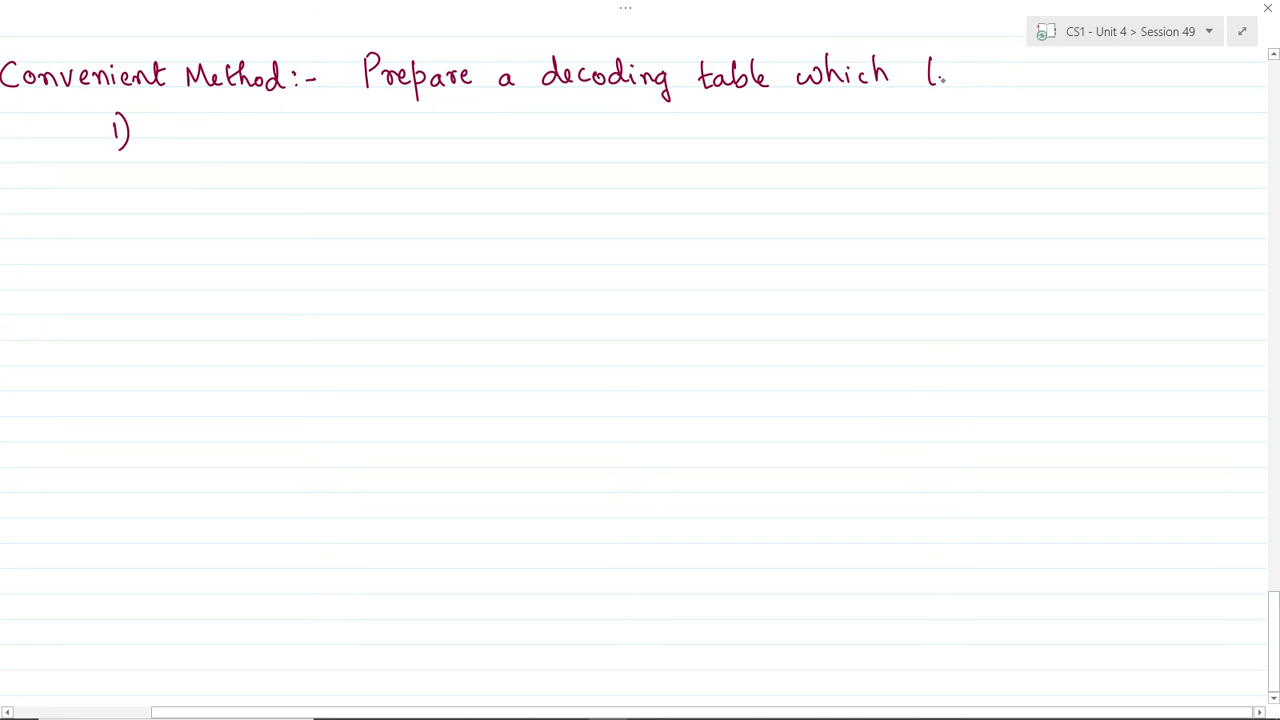 CS1 - Unit 4 > Session 49
Convenient Method:- Prepare a decoding table which
1)